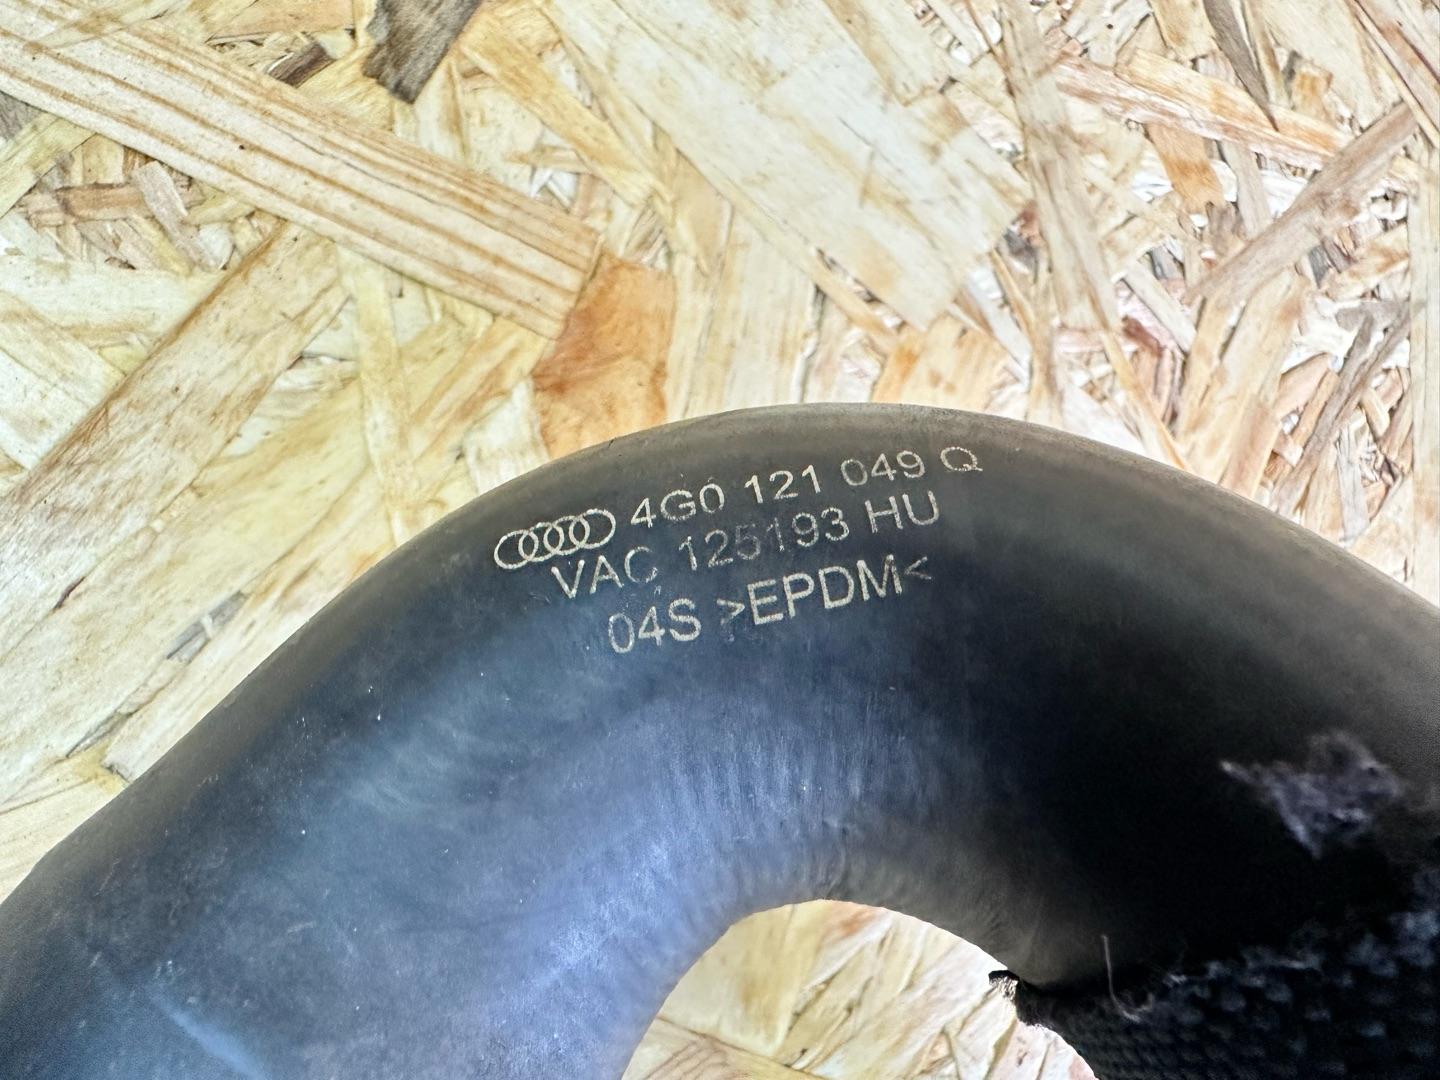 4G0 121 049 Q
VAC 125193 HU
04S >EPDM<